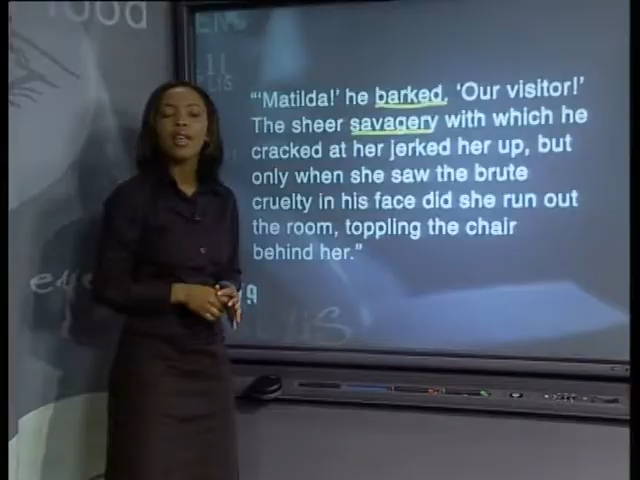 food
"'Matilda!' he barked, 'Our visitor!'
The sheer savagery with which he
cracked at her jerked her up, but
only when she saw the brute
cruelty in his face did she run out
the room, toppling the chair
behind her."